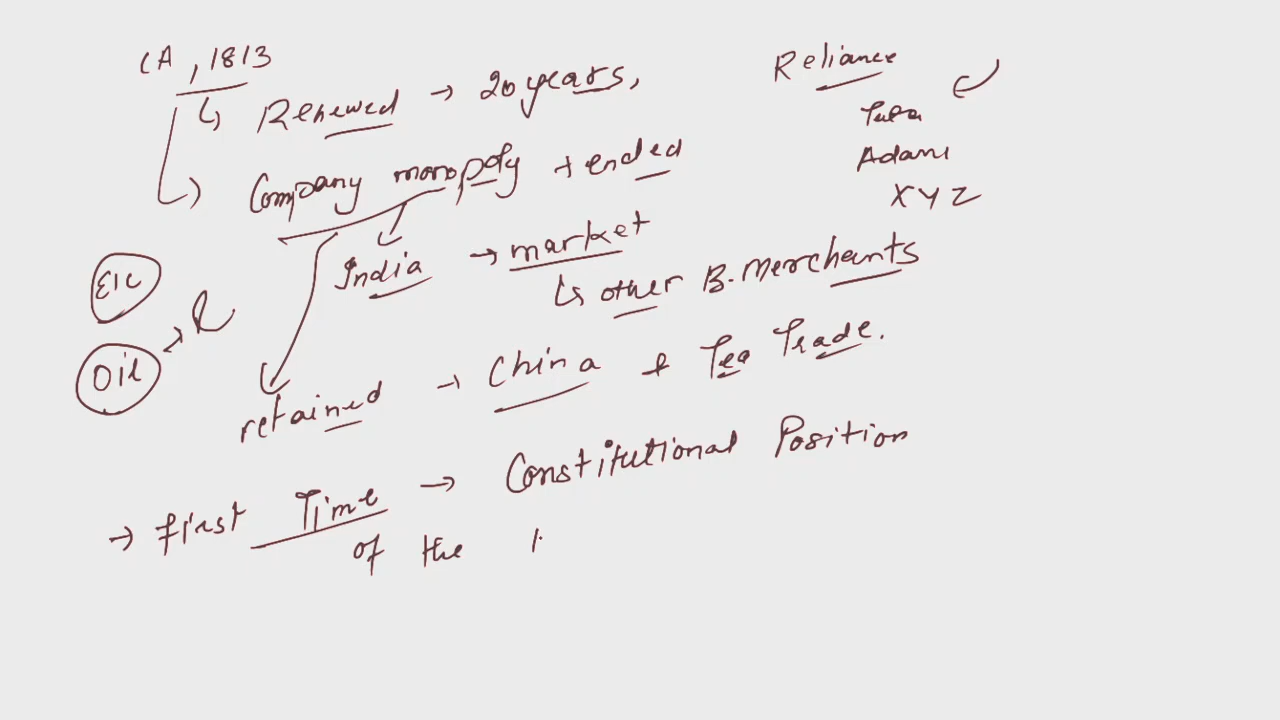 CA, 1813
↳ Renewed → 20 years,
Company monopoly + ended
India → market
↳ other B. Merchants
retained → China & Tea Trade.
→ first Time → Constitutional Position
of the
Reliance
Tata
Adani
XYZ
EIC
Oil → R